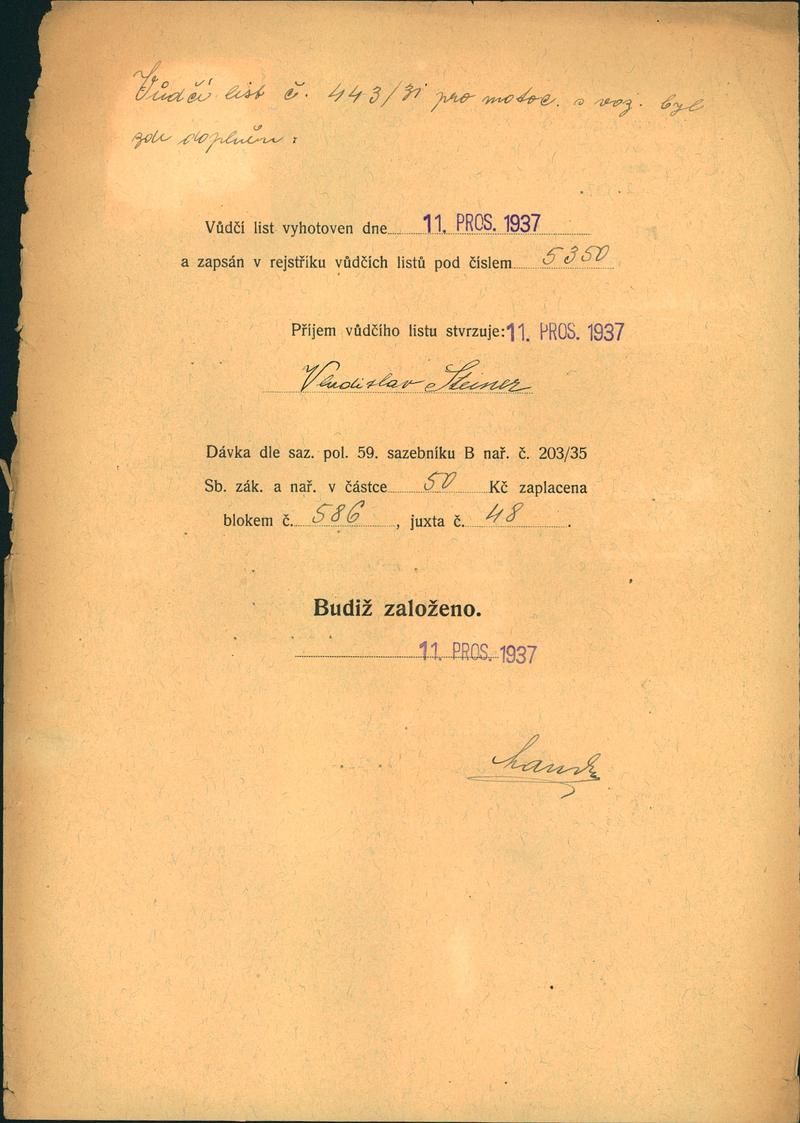 Vůdčí list č. 443/31 pro motoc. s voz. byl
zde doplněn:
Vůdčí list vyhotoven dne 11. PROS. 1937
a zapsán v rejstříku vůdčích listů pod číslem 5350
Příjem vůdčího listu stvrzuje: 11. PROS. 1937
Vladislav Steiner
Dávka dle saz. pol. 59. sazebníku B nař. č. 203/35
Sb. zák. a nař. v částce 50 Kč zaplacena
blokem č. 586, juxta č. 48.
Budiž založeno.
11. PROS. 1937